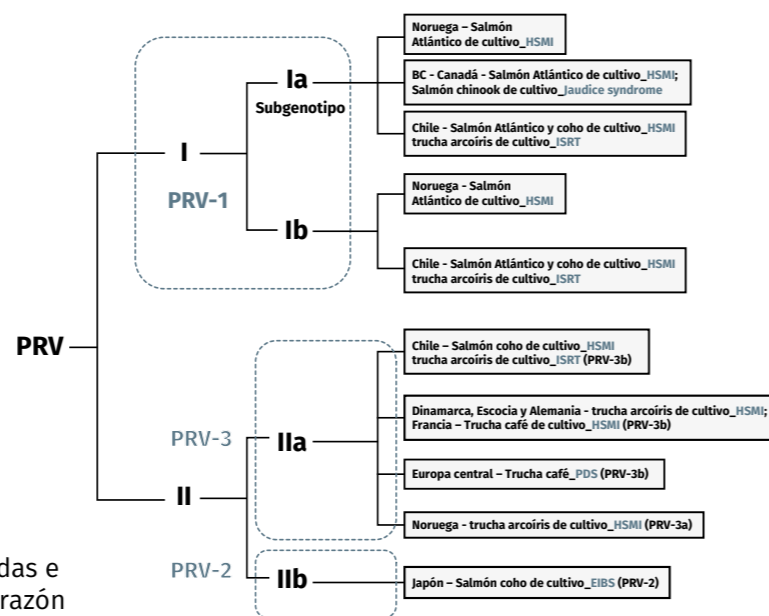 Noruega – Salmón
Atlántico de cultivo_HSMI
Ia
Subgenotipo
BC - Canadá - Salmón Atlántico de cultivo_HSMI;
Salmón chinook de cultivo_Jaudice syndrome
Chile - Salmón Atlántico y coho de cultivo_HSMI
trucha arcoíris de cultivo_ISRT
I
PRV-1
Noruega - Salmón
Atlántico de cultivo_HSMI
Ib
Chile - Salmón Atlántico y coho de cultivo_HSMI
trucha arcoíris de cultivo_ISRT
PRV
Chile – Salmón coho de cultivo_HSMI
trucha arcoíris de cultivo_ISRT (PRV-3b)
PRV-3
IIa
Dinamarca, Escocia y Alemania - trucha arcoíris de cultivo_HSMI;
Francia – Trucha café de cultivo_HSMI (PRV-3b)
Europa central – Trucha café_PDS (PRV-3b)
II
Noruega - trucha arcoíris de cultivo_HSMI (PRV-3a)
PRV-2
IIb
Japón – Salmón coho de cultivo_EIBS (PRV-2)
das e
razón